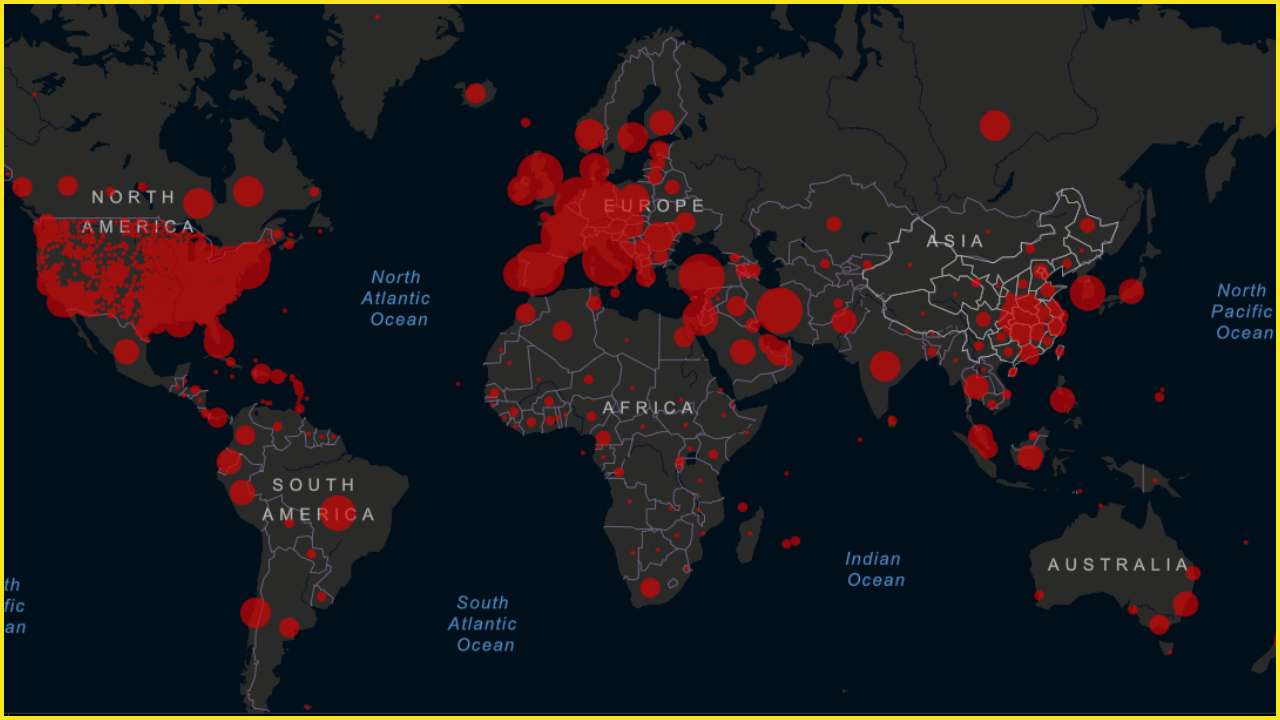 NORTH
AMERICA
EUROPE
ASIA
North
Atlantic
Ocean
North
Pacific
Ocean
AFRICA
SOUTH
AMERICA
Indian
Ocean
AUSTRALIA
th
fic
an
South
Atlantic
Ocean